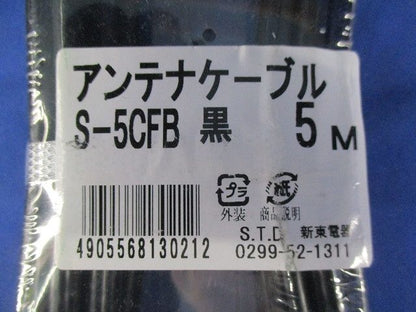 アンテナケーブル
S-5CFB 黒 5M
プラ 紙
外装 商品説明
4905568130212
S.T.D. 新東電器
0299-52-1311